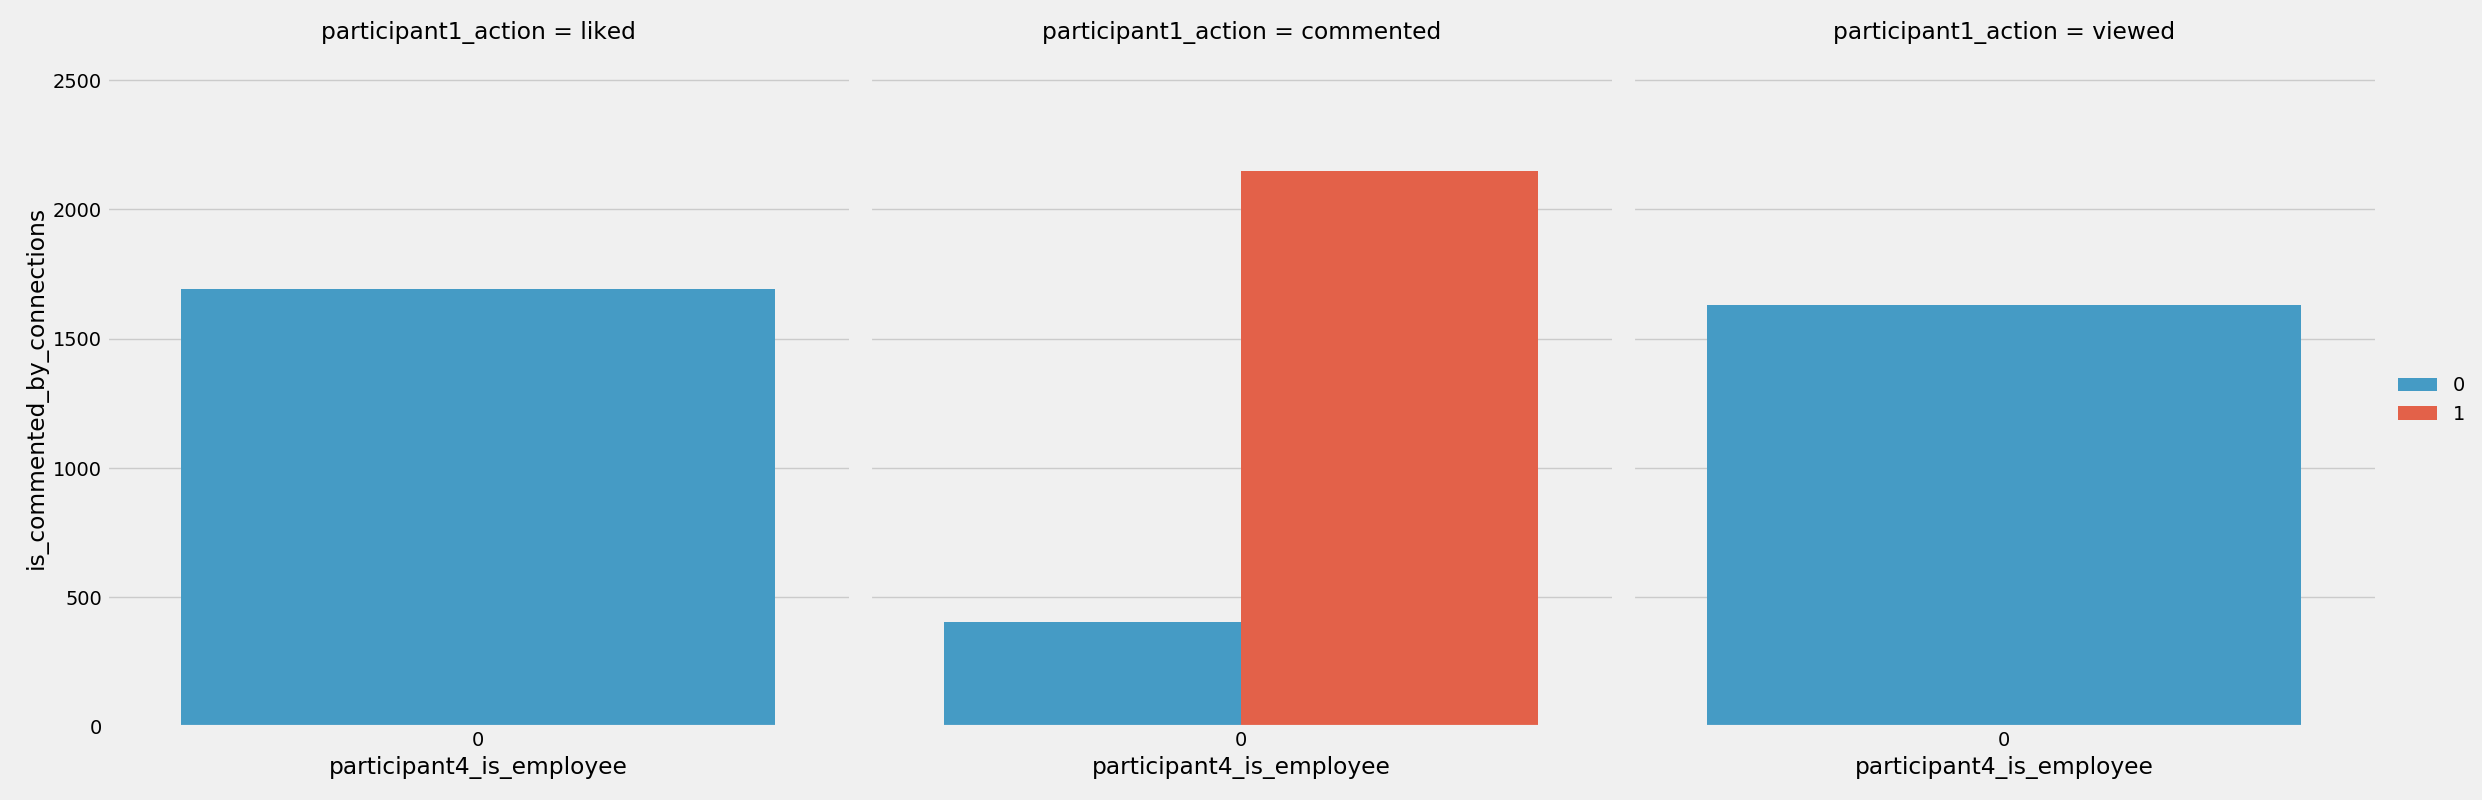 participant1_action = liked
participant1_action = commented
participant1_action = viewed
is_commented_by_connections
2500
2000
1500
1000
500
0
0
0
0
participant4_is_employee
participant4_is_employee
participant4_is_employee
0
1